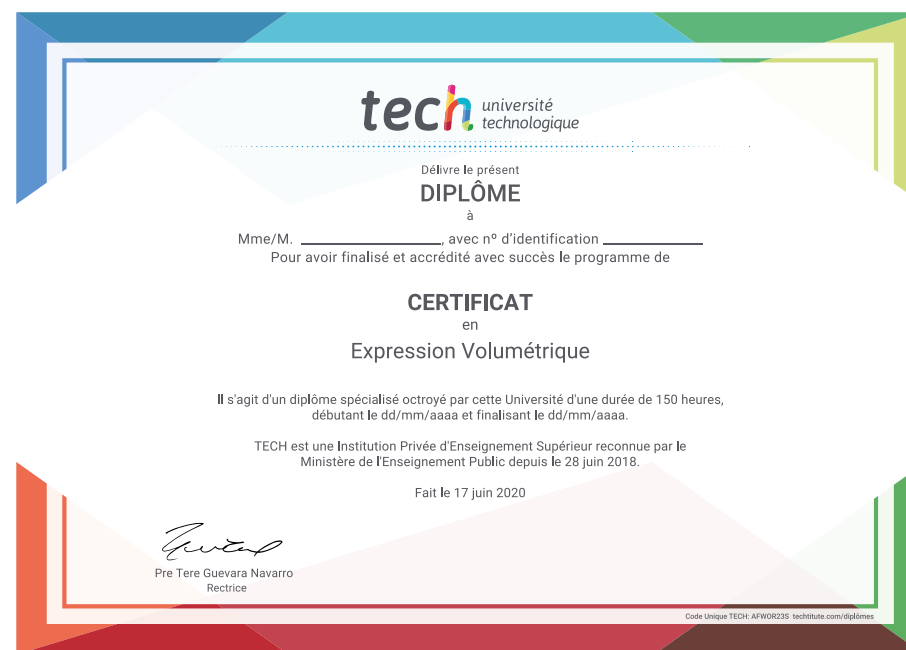 tech université
technologique
Délivre le présent
DIPLÔME
à
Mme/M. ____________________, avec nº d'identification ______________
Pour avoir finalisé et accrédité avec succès le programme de
CERTIFICAT
en
Expression Volumétrique
Il s'agit d'un diplôme spécialisé octroyé par cette Université d'une durée de 150 heures,
débutant le dd/mm/aaaa et finalisant le dd/mm/aaaa.
TECH est une Institution Privée d'Enseignement Supérieur reconnue par le
Ministère de l'Enseignement Public depuis le 28 juin 2018.
Fait le 17 juin 2020
Pre Tere Guevara Navarro
Rectrice
Code Unique TECH: AFWOR23S techtitute.com/diplômes